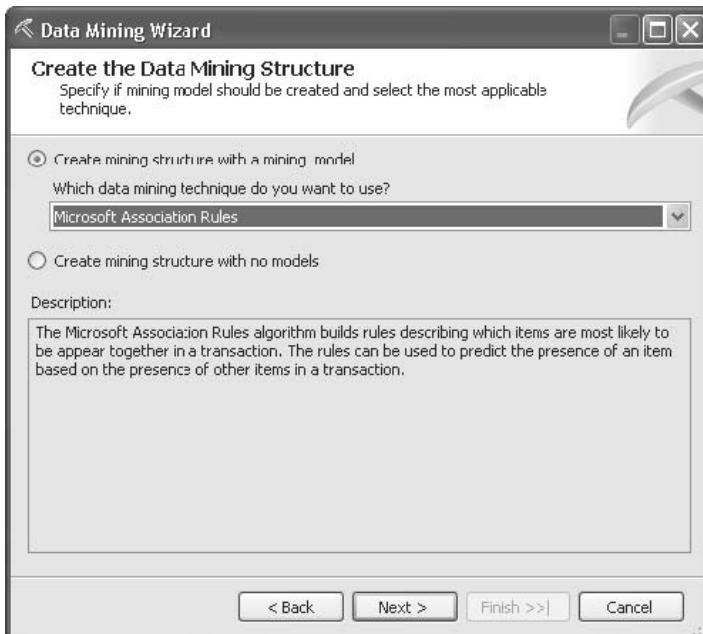 Data Mining Wizard
Create the Data Mining Structure
Specify if mining model should be created and select the most applicable
technique.
Create mining structure with a mining model
Which data mining technique do you want to use?
Microsoft Association Rules
Create mining structure with no models
Description:
The Microsoft Association Rules algorithm builds rules describing which items are most likely to
be appear together in a transaction. The rules can be used to predict the presence of an item
based on the presence of other items in a transaction.
< Back
Next >
Finish >>|
Cancel